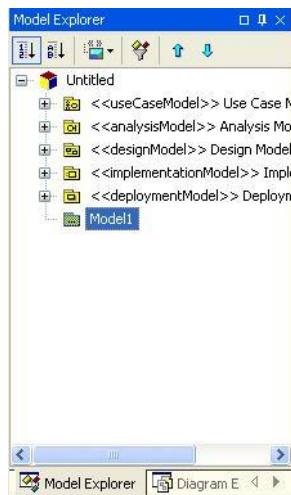 Model Explorer
Untitled
<<useCaseModel>> Use Case M
<<analysisModel>> Analysis Mo
<<designModel>> Design Model
<<implementationModel>> Imple
<<deploymentModel>> Deploym
Model1
Model Explorer Diagram E